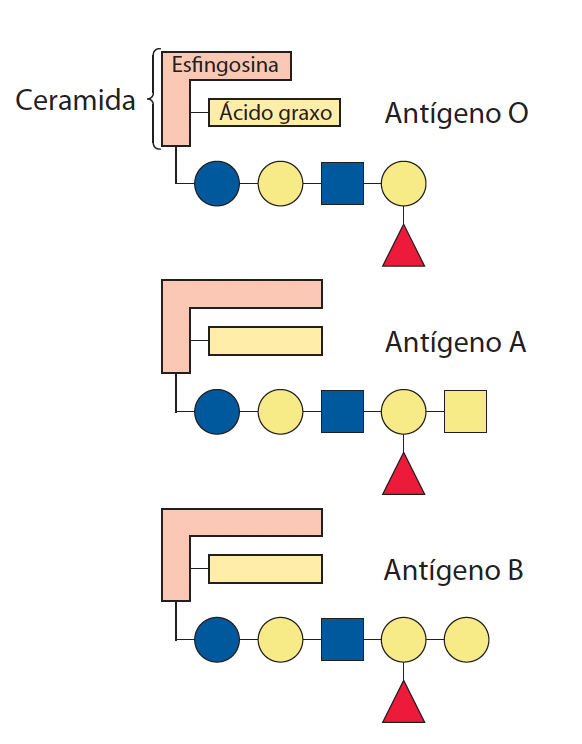 Esfingosina
Ceramida
Ácido graxo
Antígeno O
Antígeno A
Antígeno B